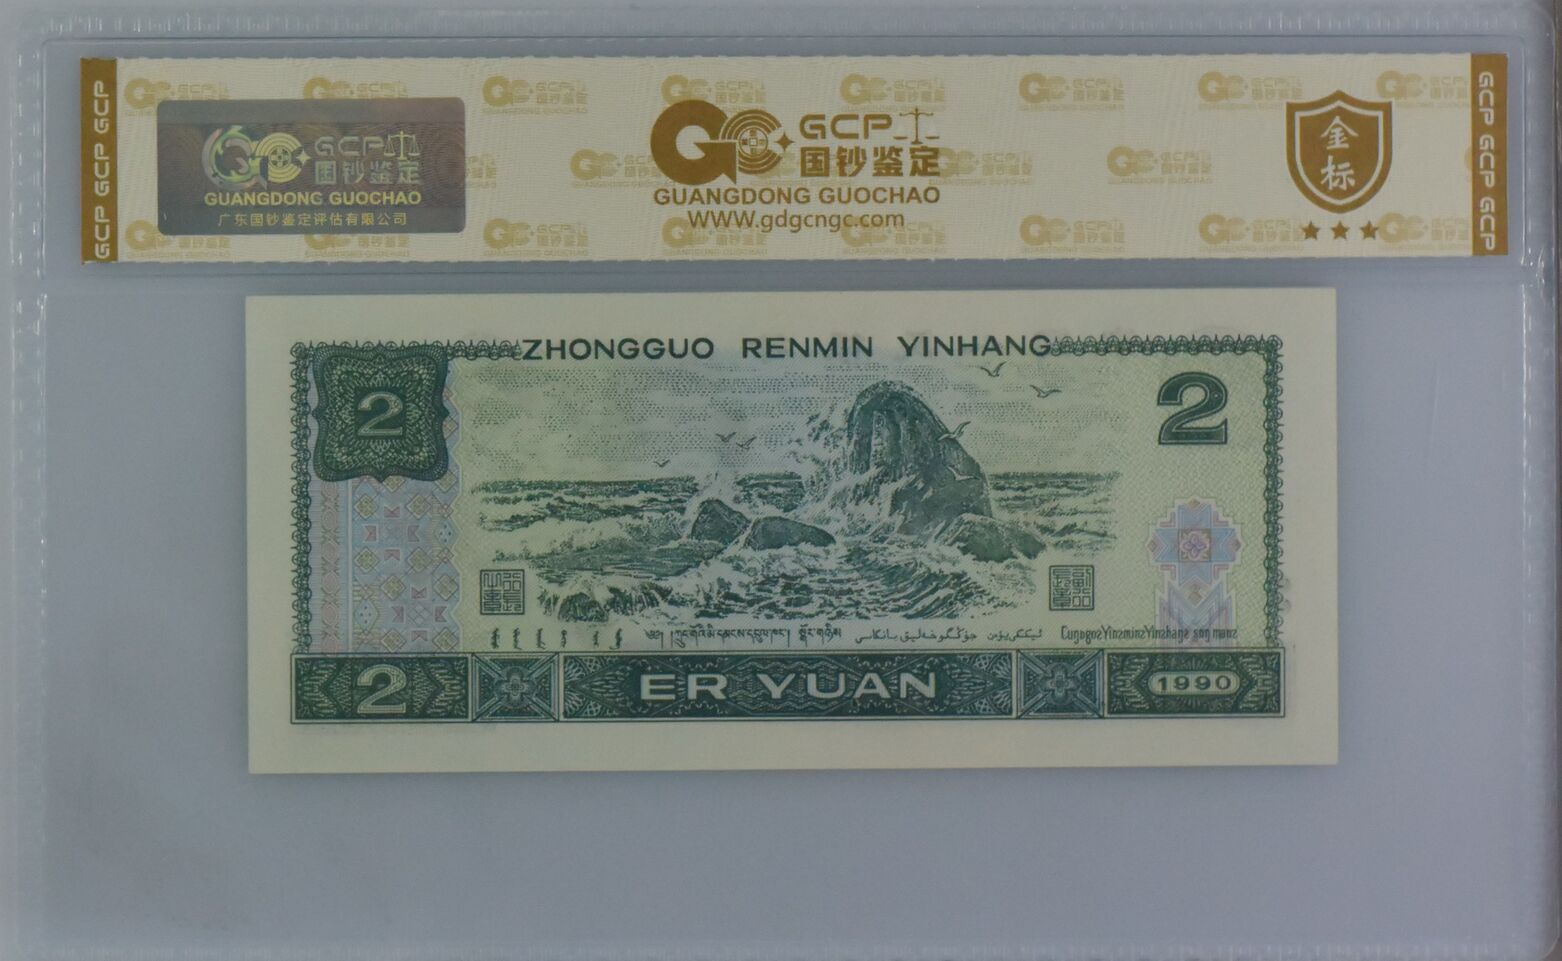 GCP GCP
GCP
国钞鉴定
GUANGDONG GUOCHAO
广东国钞鉴定评估有限公司
GCP
国钞鉴定
GUANGDONG GUOCHAO
WWW.gdgcngc.com
金标
GCP GCP GCP
ZHONGGUO RENMIN YINHANG
2
2
2
ER YUAN
1990